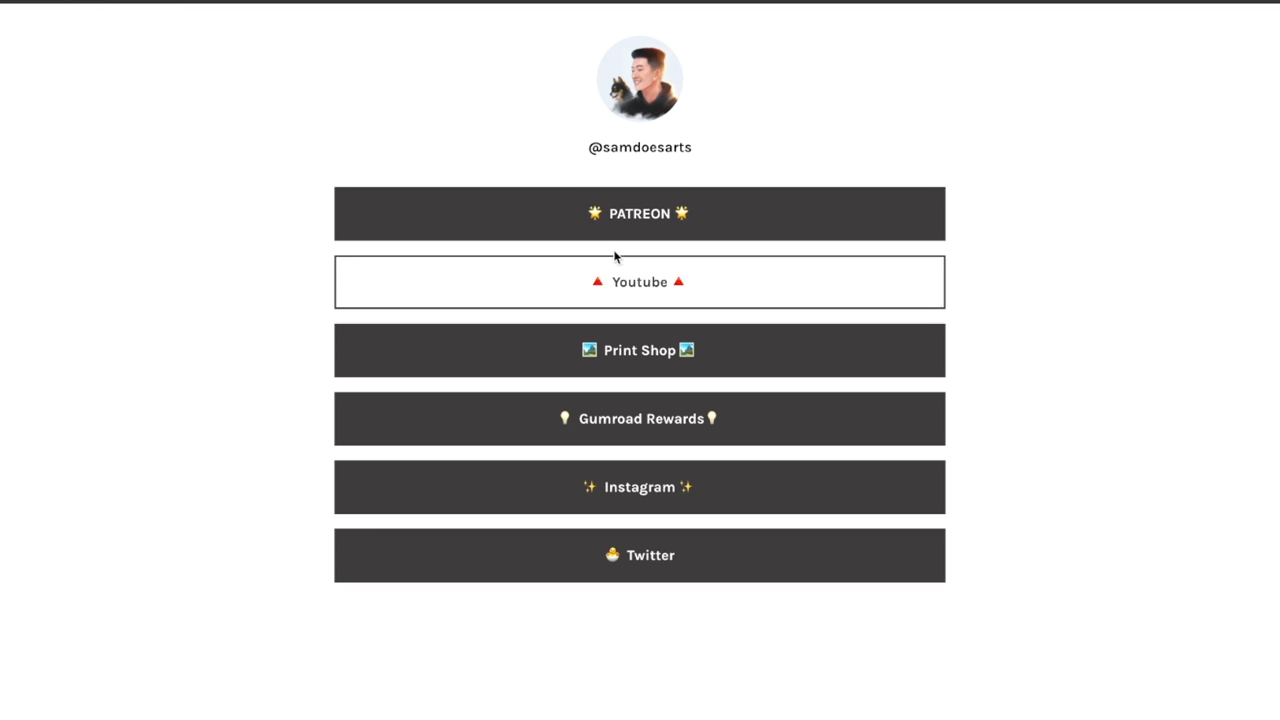 @samdoesarts
🌟 PATREON 🌟
🔺 Youtube 🔺
🖼️ Print Shop 🖼️
💡 Gumroad Rewards 💡
✨ Instagram ✨
🐣 Twitter